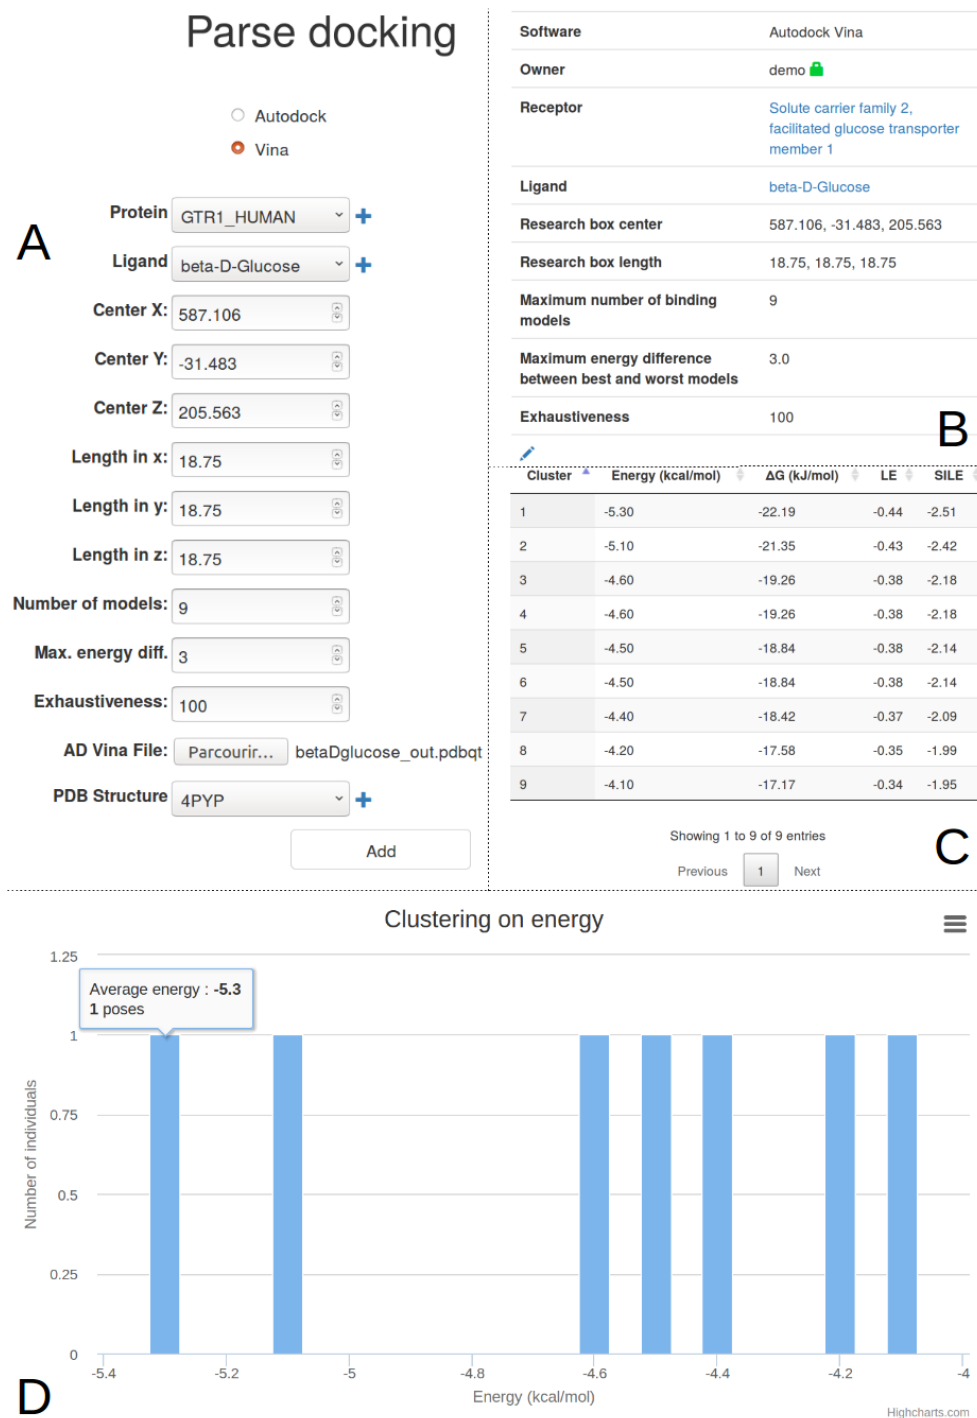 Parse docking
Autodock
Vina
A
Protein GTR1_HUMAN
Ligand beta-D-Glucose
Center X: 587.106
Center Y: -31.483
Center Z: 205.563
Length in x: 18.75
Length in y: 18.75
Length in z: 18.75
Number of models: 9
Max. energy diff. 3
Exhaustiveness: 100
AD Vina File: Parcourir... betaDglucose_out.pdbqt
PDB Structure 4PYP
Add
Software Autodock Vina
Owner demo
Receptor Solute carrier family 2,
facilitated glucose transporter
member 1
Ligand beta-D-Glucose
Research box center 587.106, -31.483, 205.563
Research box length 18.75, 18.75, 18.75
Maximum number of binding 9
models
Maximum energy difference 3.0
between best and worst models
Exhaustiveness 100
B
Cluster Energy (kcal/mol) ΔG (kJ/mol) LE SILE
1 -5.30 -22.19 -0.44 -2.51
2 -5.10 -21.35 -0.43 -2.42
3 -4.60 -19.26 -0.38 -2.18
4 -4.60 -19.26 -0.38 -2.18
5 -4.50 -18.84 -0.38 -2.14
6 -4.50 -18.84 -0.38 -2.14
7 -4.40 -18.42 -0.37 -2.09
8 -4.20 -17.58 -0.35 -1.99
9 -4.10 -17.17 -0.34 -1.95
Showing 1 to 9 of 9 entries
Previous 1 Next
C
Clustering on energy
Average energy : -5.3
1 poses
Number of individuals
1.25
1
0.75
0.5
0.25
0
-5.4 -5.2 -5 -4.8 -4.6 -4.4 -4.2 -4
Energy (kcal/mol)
D
Highcharts.com